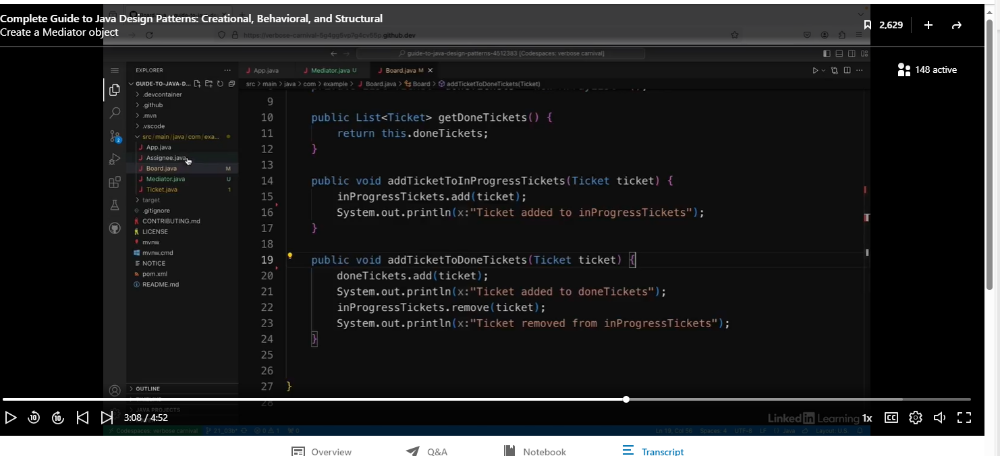 Complete Guide to Java Design Patterns: Creational, Behavioral, and Structural
Create a Mediator object
2,629
148 active
https://verbose-carnival-5g4pg5vp7g4cv55p.github.dev
guide-to-java-design-patterns-4512383 [Codespaces: verbose carnival]
EXPLORER
App.java
Mediator.java U
Board.java M
src > main > java > com > example > Board.java > Board > addTicketToDoneTickets(Ticket)
GUIDE-TO-JAVA-D...
.devcontainer
.github
.mvn
.vscode
src / main / java / com / exa...
App.java
Assignee.java
Board.java M
Mediator.java U
Ticket.java 1
target
.gitignore
CONTRIBUTING.md
LICENSE
mvnw
mvnw.cmd
NOTICE
pom.xml
README.md
OUTLINE
TIMELINE
JAVA PROJECTS
2
9
10 public List<Ticket> getDoneTickets() {
11 return this.doneTickets;
12 }
13
14 public void addTicketToInProgressTickets(Ticket ticket) {
15 inProgressTickets.add(ticket);
16 System.out.println(x:"Ticket added to inProgressTickets");
17 }
18
19 public void addTicketToDoneTickets(Ticket ticket) {
20 doneTickets.add(ticket);
21 System.out.println(x:"Ticket added to doneTickets");
22 inProgressTickets.remove(ticket);
23 System.out.println(x:"Ticket removed from inProgressTickets");
24 }
25
26
27 }
28
10
10
3:08 / 4:52
LinkedIn Learning
1x
CC
Codespaces: verbose carnival
21_03b*
0
1
0
Ln 19, Col 56
Spaces: 4
UTF-8
LF
Java
Layout: U.S.
Overview
Q&A
Notebook
Transcript